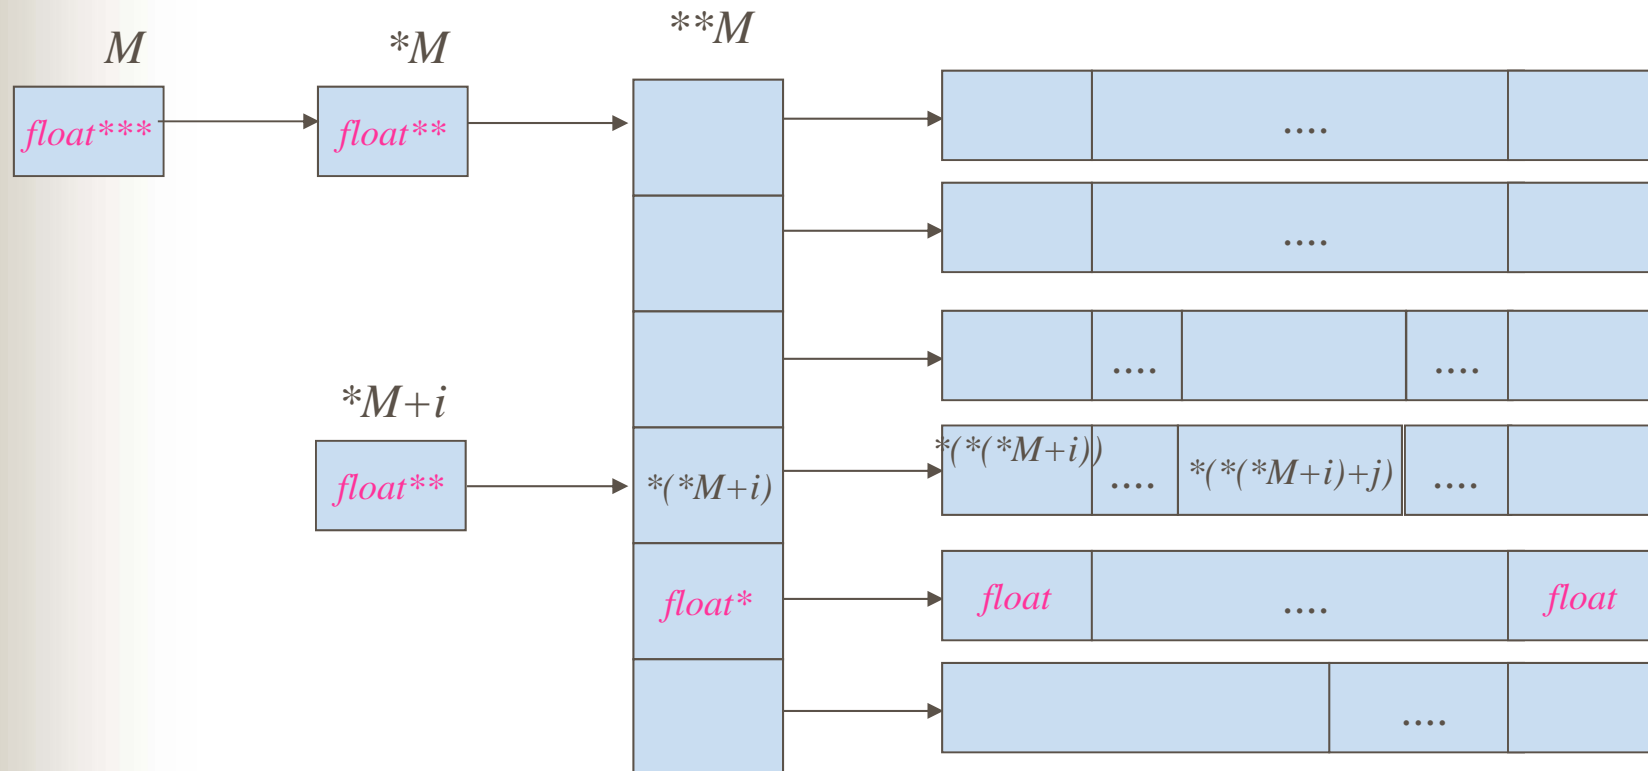 M
*M
**M
float***
float**
....
....
....
....
*M+i
float**
*(*M+i)
*(*(*M+i))
....
*(*(*M+i)+j)
....
float*
float
....
float
....